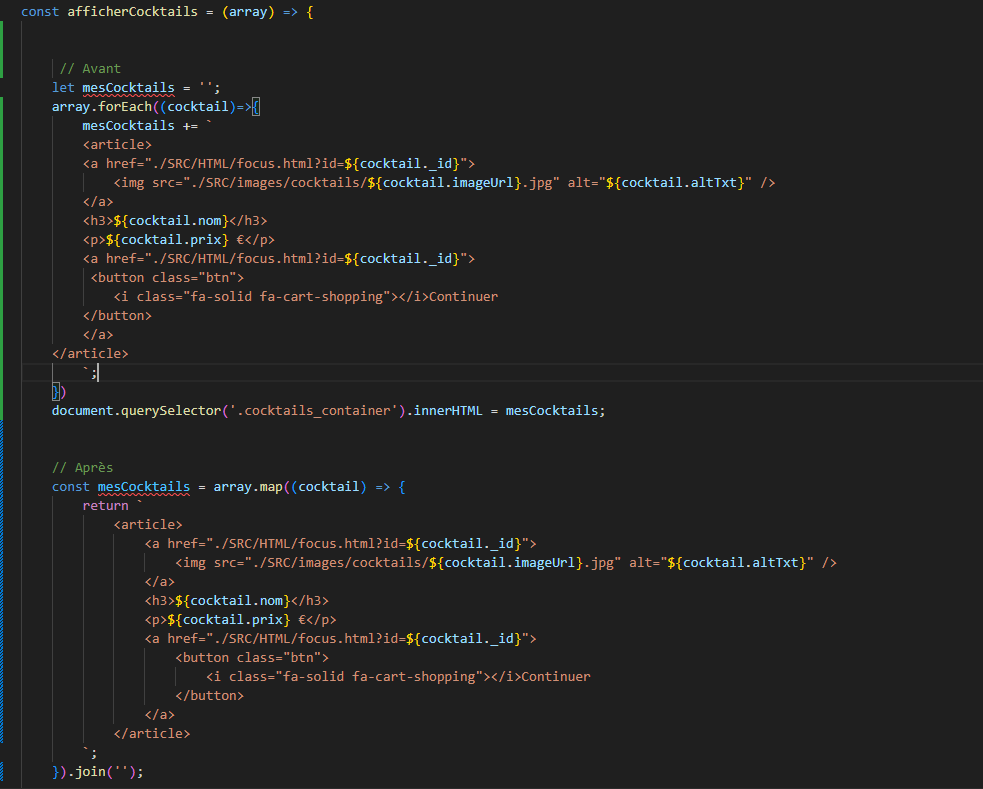 const afficherCocktails = (array) => {
// Avant
let mesCocktails = '';
array.forEach((cocktail)=>{
mesCocktails += `
<article>
<a href="./SRC/HTML/focus.html?id=${cocktail._id}">
<img src="./SRC/images/cocktails/${cocktail.imageUrl}.jpg" alt="${cocktail.altTxt}" />
</a>
<h3>${cocktail.nom}</h3>
<p>${cocktail.prix} €</p>
<a href="./SRC/HTML/focus.html?id=${cocktail._id}">
<button class="btn">
<i class="fa-solid fa-cart-shopping"></i>Continuer
</button>
</a>
</article>
`;
})
document.querySelector('.cocktails_container').innerHTML = mesCocktails;
// Après
const mesCocktails = array.map((cocktail) => {
return `
<article>
<a href="./SRC/HTML/focus.html?id=${cocktail._id}">
<img src="./SRC/images/cocktails/${cocktail.imageUrl}.jpg" alt="${cocktail.altTxt}" />
</a>
<h3>${cocktail.nom}</h3>
<p>${cocktail.prix} €</p>
<a href="./SRC/HTML/focus.html?id=${cocktail._id}">
<button class="btn">
<i class="fa-solid fa-cart-shopping"></i>Continuer
</button>
</a>
</article>
`;
}).join('');